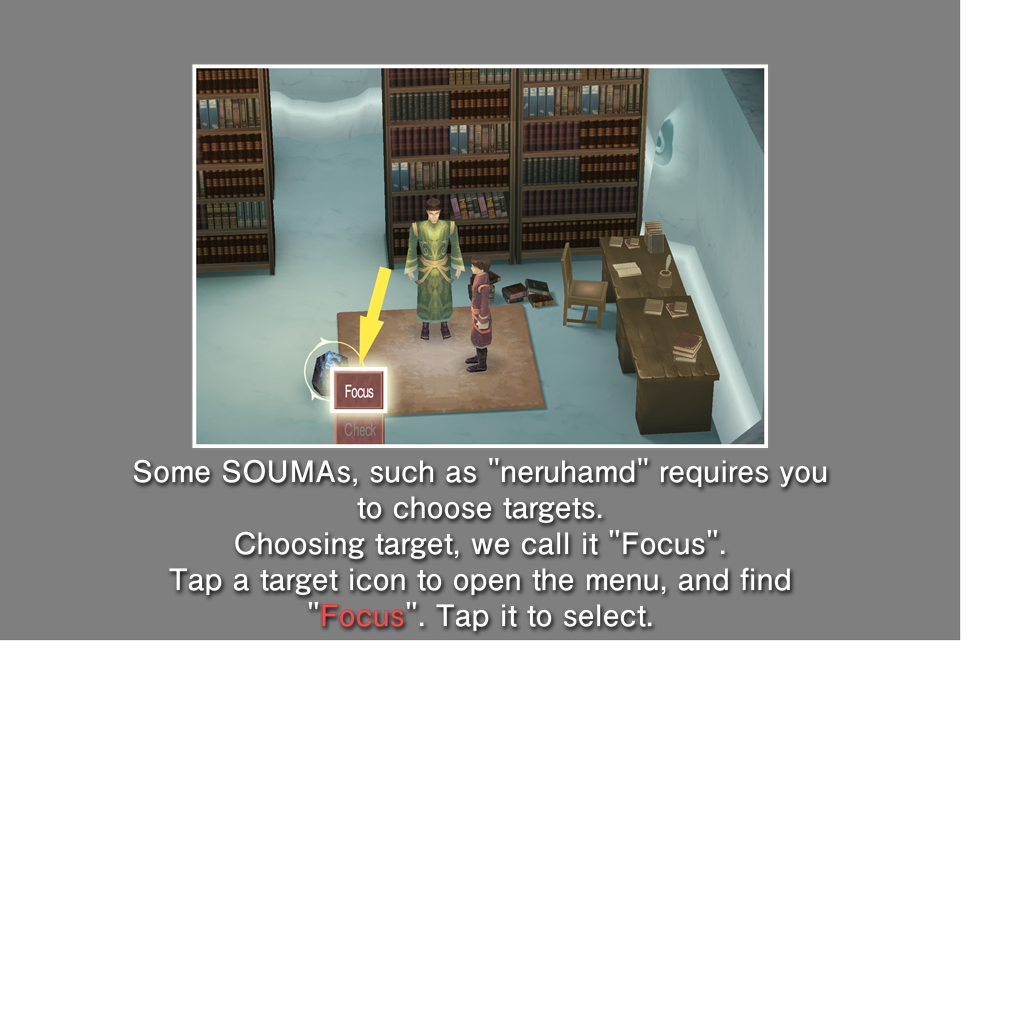 Focus
Check
Some SOUMAs, such as "neruhamd" requires you
to choose targets.
Choosing target, we call it "Focus".
Tap a target icon to open the menu, and find
"Focus". Tap it to select.